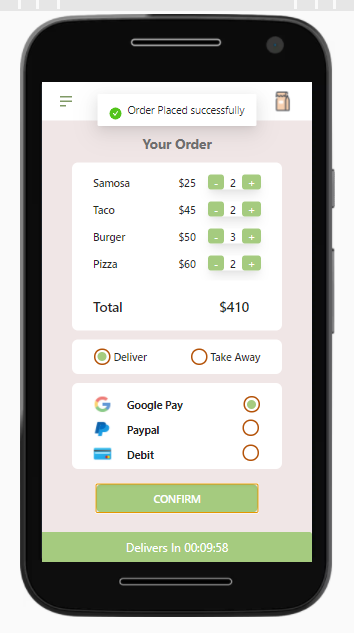 Order Placed successfully
Your Order
Samosa $25 - 2 +
Taco $45 - 2 +
Burger $50 - 3 +
Pizza $60 - 2 +
Total $410
Deliver Take Away
Google Pay
Paypal
Debit
CONFIRM
Delivers In 00:09:58